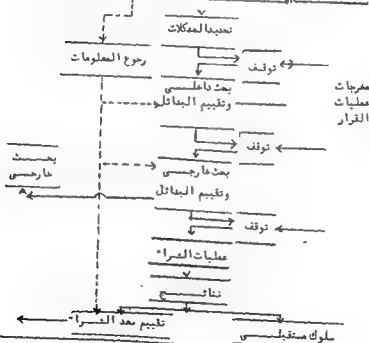 تحديد المدكلات
رجوع المعلومات
توقف
بحث داخلي
وتقييم البدائل
مخرجات
عمليات
القرار
توقف
بحث خارجي
وتقييم البدائل
بحث
خارجي
توقف
عمليات الشراء
نتائج
تقييم بعد الشراء
سلوك مستقبلي